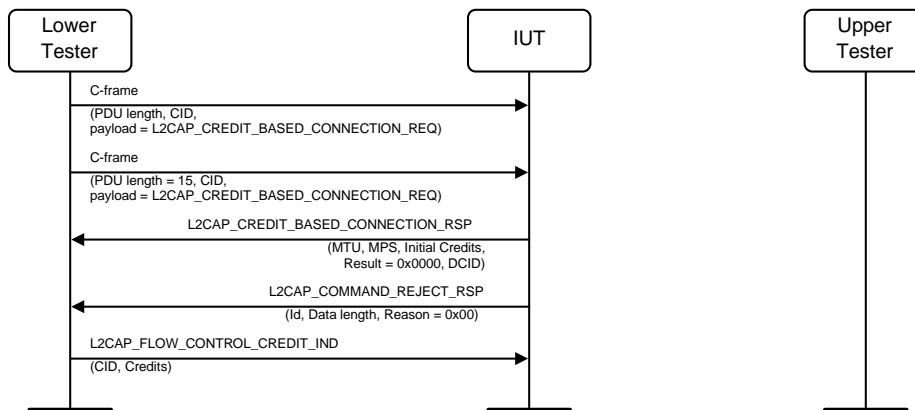 Lower
Tester
IUT
Upper
Tester
C-frame
(PDU length, CID,
payload = L2CAP_CREDIT_BASED_CONNECTION_REQ)
C-frame
(PDU length = 15, CID,
payload = L2CAP_CREDIT_BASED_CONNECTION_REQ)
L2CAP_CREDIT_BASED_CONNECTION_RSP
(MTU, MPS, Initial Credits,
Result = 0x0000, DCID)
L2CAP_COMMAND_REJECT_RSP
(Id, Data length, Reason = 0x00)
L2CAP_FLOW_CONTROL_CREDIT_IND
(CID, Credits)